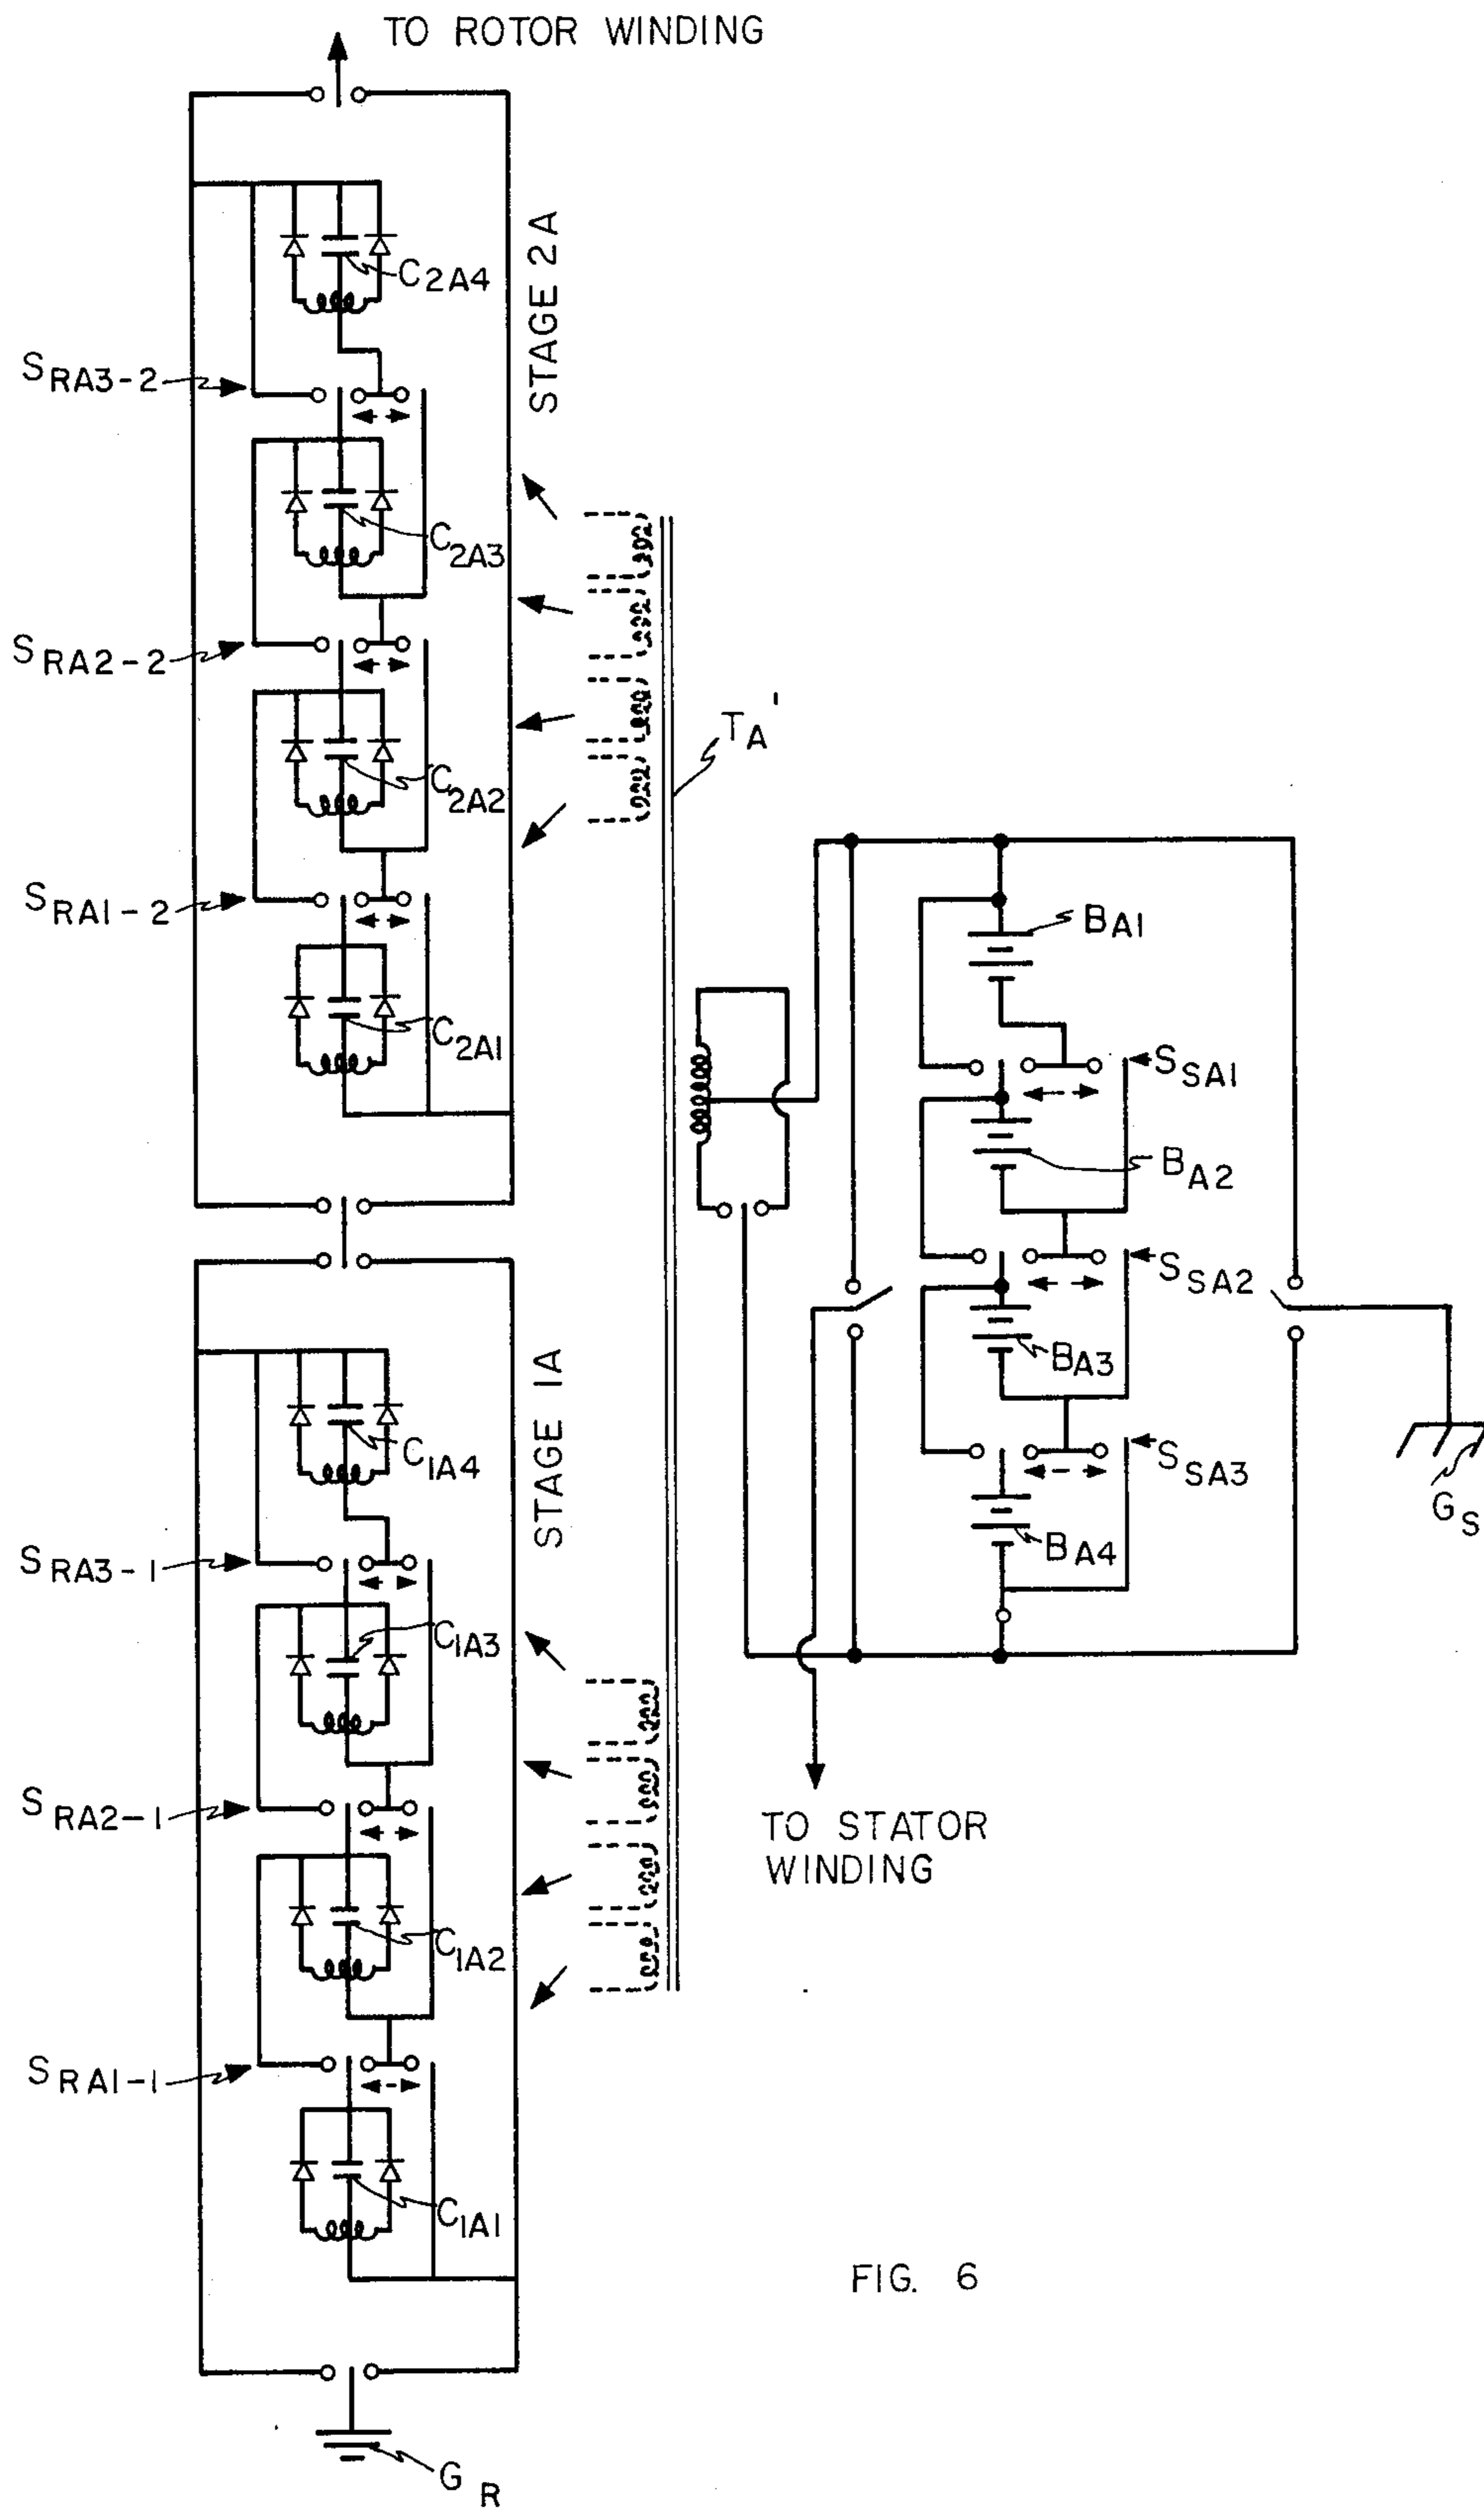 TO ROTOR WINDING
STAGE 2A
C2A4
SRA3-2
C2A3
SRA2-2
C2A2
SRA1-2
C2A1
TA'
BA1
SSA1
BA2
SSA2
BA3
SSA3
BA4
GS
TO STATOR
WINDING
STAGE 1A
C1A4
SRA3-1
C1A3
SRA2-1
C1A2
SRA1-1
C1A1
GR
FIG. 6